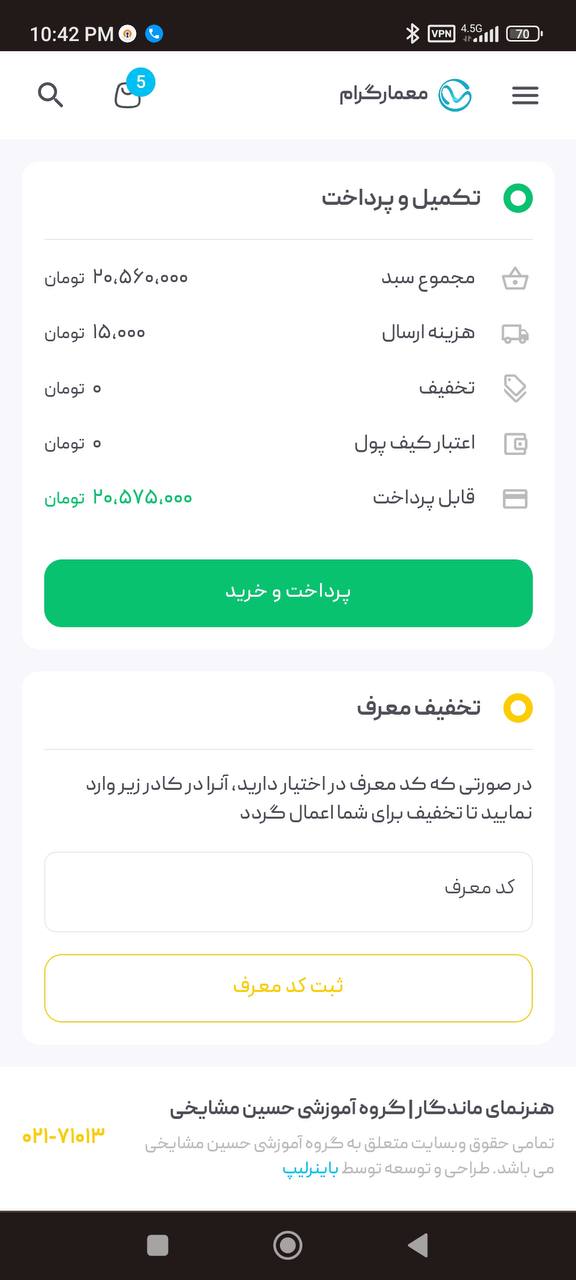 10:42 PM VPN 4.5G 70
معمارگرام 5
تکمیل و پرداخت
مجموع سبد ۲۰،۵۶۰،۰۰۰ تومان
هزینه ارسال ۱۵،۰۰۰ تومان
تخفیف ۰ تومان
اعتبار کیف پول ۰ تومان
قابل پرداخت ۲۰،۵۷۵،۰۰۰ تومان
پرداخت و خرید
تخفیف معرف
در صورتی که کد معرف در اختیار دارید، آنرا در کادر زیر وارد
نمایید تا تخفیف برای شما اعمال گردد
کد معرف
ثبت کد معرف
هنرنمای ماندگار | گروه آموزشی حسین مشایخی
۰۲۱-۷۱۰۱۳
تمامی حقوق وبسایت متعلق به گروه آموزشی حسین مشایخی
می باشد. طراحی و توسعه توسط باینرلیپ